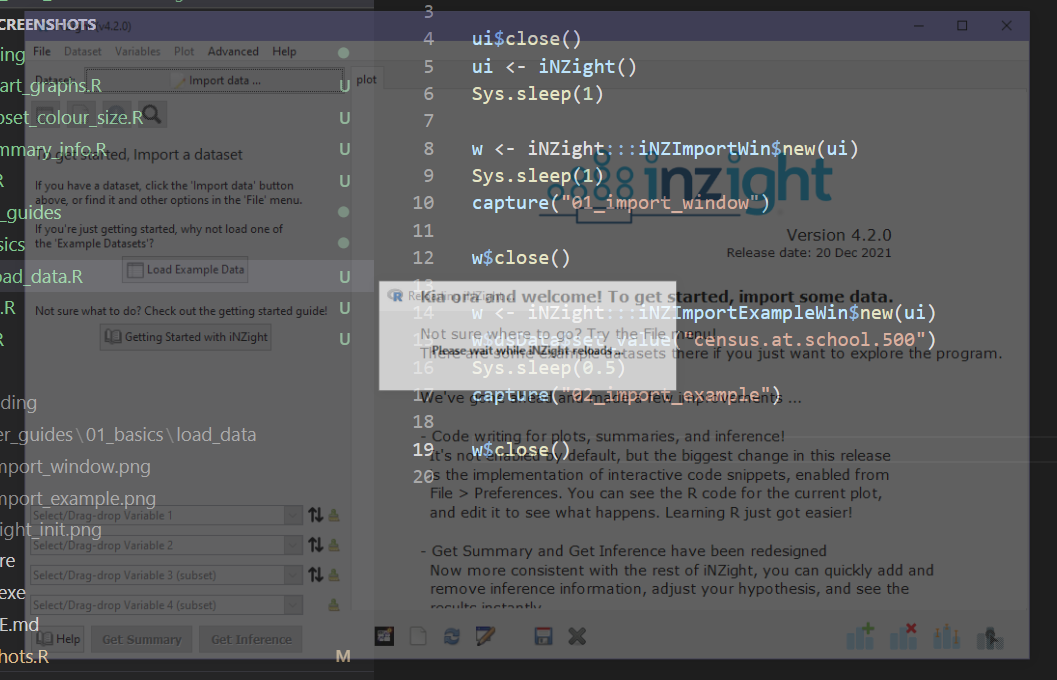 SCREENSHOTS
ing
art_graphs.R U
bset_colour_size.R U
mmary_info.R U
R U
_guides
sics
oad_data.R U
.R U
R U
ding
er_guides\01_basics\load_data
mport_window.png
mport_example.png
ight_init.png
re
exe
E.md
hots.R M
(v4.2.0)
File Dataset Variables Plot Advanced Help
Import data ...
plot
To get started, Import a dataset
If you have a dataset, click the 'Import data' button
above, or find it and other options in the 'File' menu.
If you're just getting started, why not load one of
the 'Example Datasets'?
Load Example Data
Not sure what to do? Check out the getting started guide!
Getting Started with iNZight
Select/Drag-drop Variable 1
Select/Drag-drop Variable 2
Select/Drag-drop Variable 3 (subset)
Select/Drag-drop Variable 4 (subset)
Help Get Summary Get Inference
3
4 ui$close()
5 ui <- iNZight()
6 Sys.sleep(1)
7
8 w <- iNZight:::iNZImportWin$new(ui)
9 Sys.sleep(1)
10 capture("01_import_window")
11
12 w$close()
13
14 w <- iNZight:::iNZImportExampleWin$new(ui)
"census.at.school.500")
16 Sys.sleep(0.5)
17 capture("02_import_example")
18
19 w$close()
20
inzight
Version 4.2.0
Release date: 20 Dec 2021
Kia ora and welcome! To get started, import some data.
Not sure where to go? Try the File menu!
There are some example datasets there if you just want to explore the program.
Please wait while iNZight reloads ...
We've gone ahead and made a few improvements ...
- Code writing for plots, summaries, and inference!
It's not enabled by default, but the biggest change in this release
is the implementation of interactive code snippets, enabled from
File > Preferences. You can see the R code for the current plot,
and edit it to see what happens. Learning R just got easier!
- Get Summary and Get Inference have been redesigned
Now more consistent with the rest of iNZight, you can quickly add and
remove inference information, adjust your hypothesis, and see the
results instantly